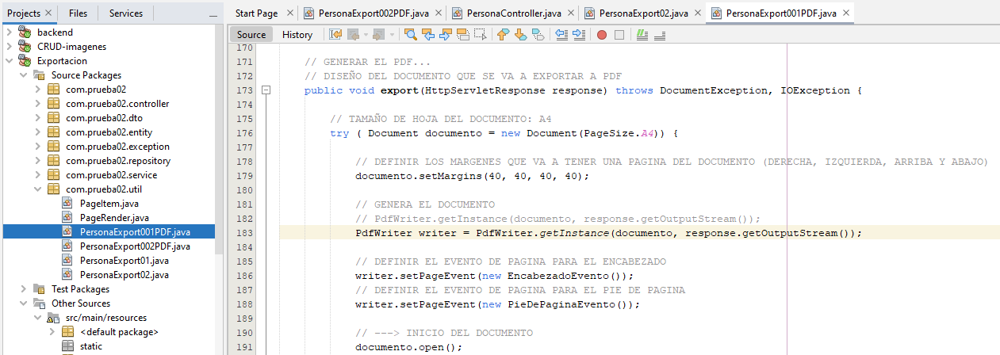 Projects × Files Services
Start Page × PersonaExport002PDF.java × PersonaController.java × PersonaExport02.java × PersonaExport001PDF.java ×
Source History
backend
CRUD-imagenes
Exportacion
Source Packages
com.prueba02
com.prueba02.controller
com.prueba02.dto
com.prueba02.entity
com.prueba02.exception
com.prueba02.repository
com.prueba02.service
com.prueba02.util
PageItem.java
PageRender.java
PersonaExport001PDF.java
PersonaExport002PDF.java
PersonaExport01.java
PersonaExport02.java
Test Packages
Other Sources
src/main/resources
<default package>
static
170
171 // GENERAR EL PDF...
172 // DISEÑO DEL DOCUMENTO QUE SE VA A EXPORTAR A PDF
173 public void export(HttpServletResponse response) throws DocumentException, IOException {
174
175 // TAMAÑO DE HOJA DEL DOCUMENTO: A4
176 try ( Document documento = new Document(PageSize.A4)) {
177
178 // DEFINIR LOS MARGENES QUE VA A TENER UNA PAGINA DEL DOCUMENTO (DERECHA, IZQUIERDA, ARRIBA Y ABAJO)
179 documento.setMargins(40, 40, 40, 40);
180
181 // GENERA EL DOCUMENTO
182 // PdfWriter.getInstance(documento, response.getOutputStream());
183 PdfWriter writer = PdfWriter.getInstance(documento, response.getOutputStream());
184
185 // DEFINIR EL EVENTO DE PAGINA PARA EL ENCABEZADO
186 writer.setPageEvent(new EncabezadoEvento());
187 // DEFINIR EL EVENTO DE PAGINA PARA EL PIE DE PAGINA
188 writer.setPageEvent(new PieDePaginaEvento());
189
190 // ---> INICIO DEL DOCUMENTO
191 documento.open();